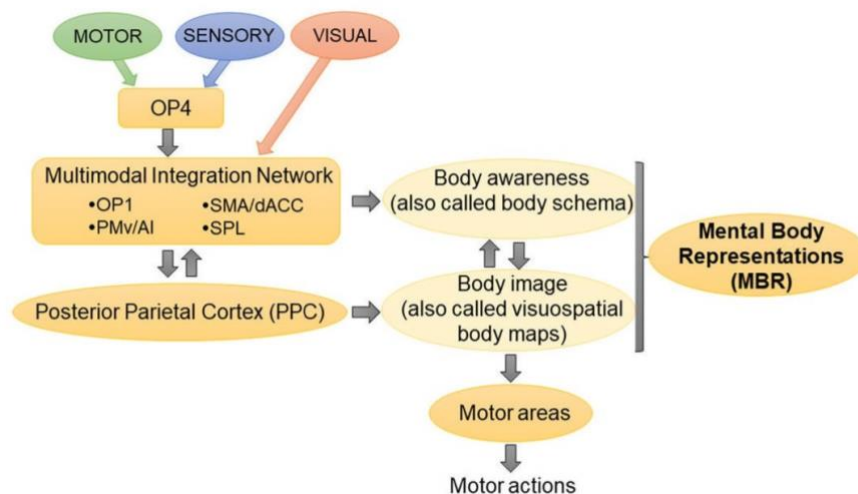 MOTOR
SENSORY
VISUAL
OP4
Multimodal Integration Network
•OP1 •SMA/dACC
•PMv/AI •SPL
Body awareness
(also called body schema)
Mental Body
Representations
(MBR)
Posterior Parietal Cortex (PPC)
Body image
(also called visuospatial
body maps)
Motor areas
Motor actions